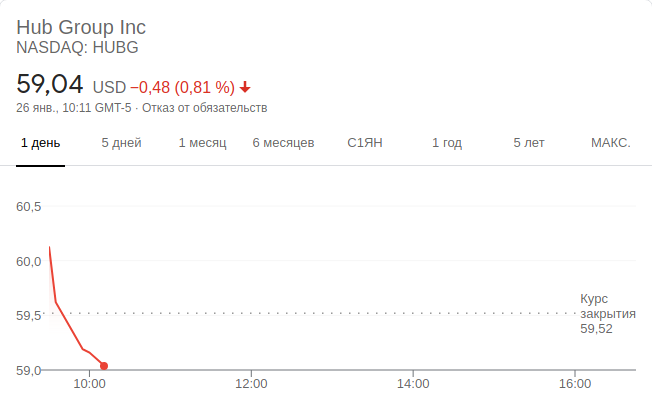 Hub Group Inc
NASDAQ: HUBG
59,04 USD −0,48 (0,81 %)
26 янв., 10:11 GMT-5 · Отказ от обязательств
1 день 5 дней 1 месяц 6 месяцев С1ЯН 1 год 5 лет МАКС.
60,5
60,0
Курс
59,5 закрытия
59,52
59,0
10:00 12:00 14:00 16:00